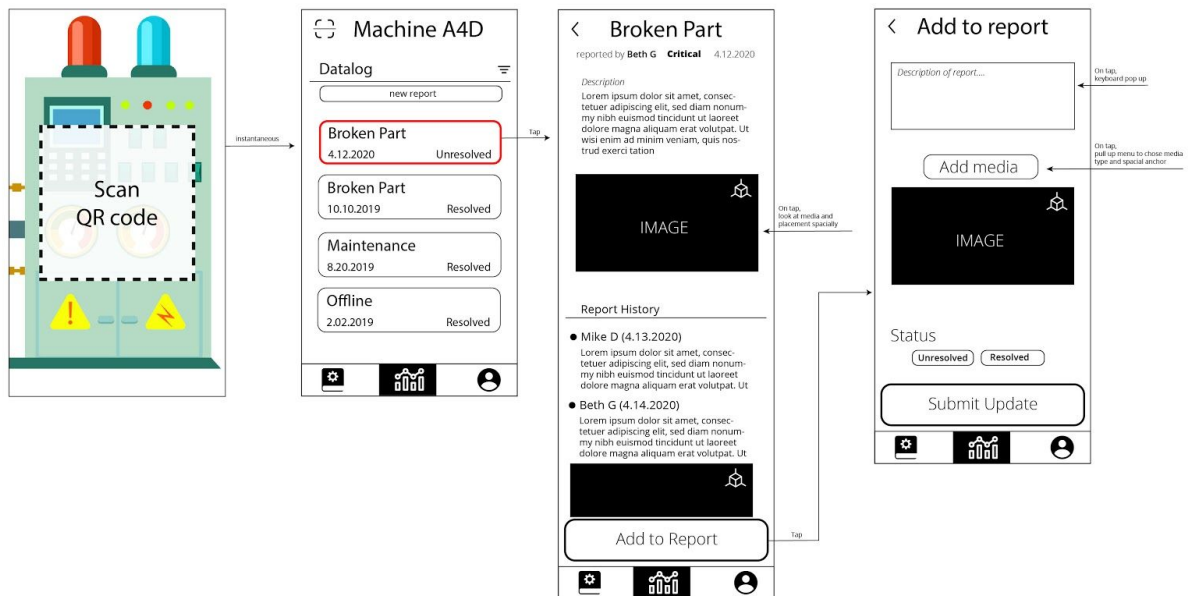 Scan
QR code
instantaneous
Machine A4D
Datalog
new report
Broken Part
4.12.2020 Unresolved
Broken Part
10.10.2019 Resolved
Maintenance
8.20.2019 Resolved
Offline
2.02.2019 Resolved
Tap
Broken Part
reported by Beth G Critical 4.12.2020
Description
Lorem ipsum dolor sit amet, consec-
tetuer adipiscing elit, sed diam nonum-
my nibh euismod tincidunt ut laoreet
dolore magna aliquam erat volutpat. Ut
wisi enim ad minim veniam, quis nos-
trud exerci tation
IMAGE
On tap,
look at media and
placement spacially
Report History
Mike D (4.13.2020)
Lorem ipsum dolor sit amet, consec-
tetuer adipiscing elit, sed diam nonum-
my nibh euismod tincidunt ut laoreet
dolore magna aliquam erat volutpat. Ut
Beth G (4.14.2020)
Lorem ipsum dolor sit amet, consec-
tetuer adipiscing elit, sed diam nonum-
my nibh euismod tincidunt ut laoreet
dolore magna aliquam erat volutpat. Ut
Add to Report
Tap
Add to report
Description of report....
On tap,
keyboard pop up
Add media
On tap,
pull up menu to chose media
type and spacial anchor
IMAGE
Status
Unresolved Resolved
Submit Update